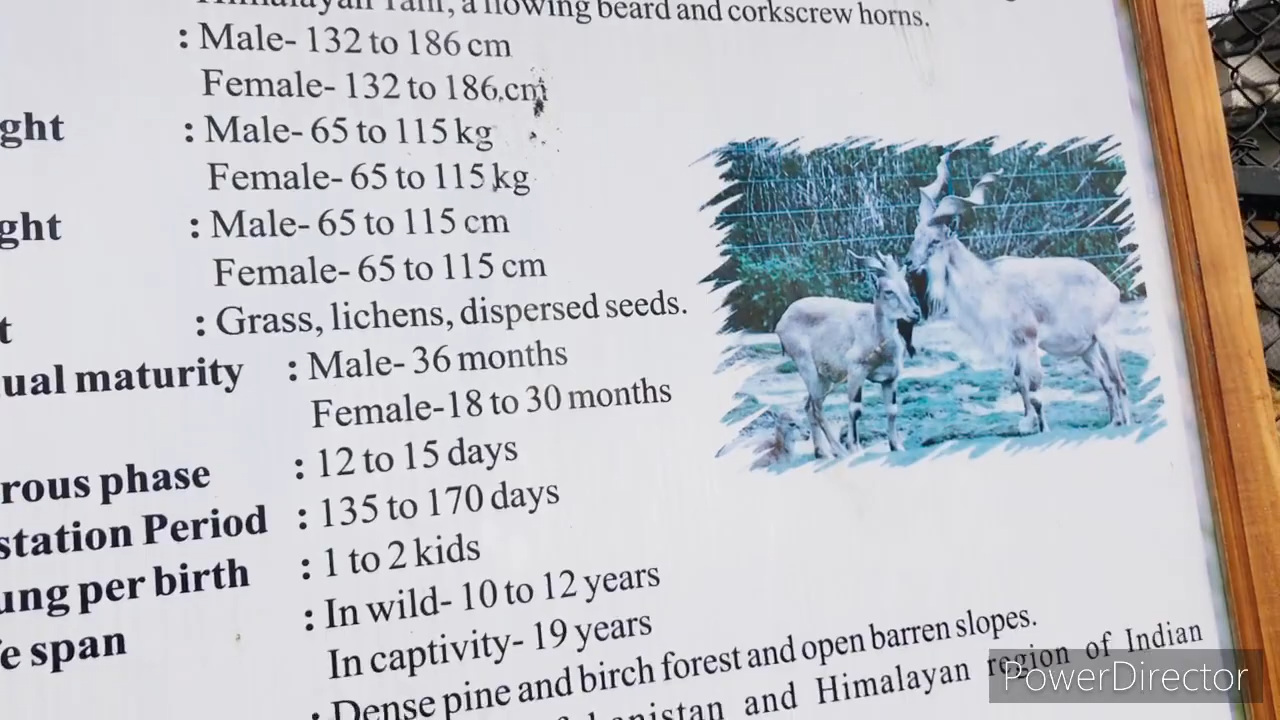 a flowing beard and corkscrew horns.
: Male- 132 to 186 cm
Female- 132 to 186 cm
ght : Male- 65 to 115 kg
Female- 65 to 115 kg
ght : Male- 65 to 115 cm
Female- 65 to 115 cm
t : Grass, lichens, dispersed seeds.
ual maturity : Male- 36 months
Female-18 to 30 months
rous phase : 12 to 15 days
station Period : 135 to 170 days
ung per birth : 1 to 2 kids
e span : In wild- 10 to 12 years
In captivity- 19 years
: Dense pine and birch forest and open barren slopes.
and Himalayan region of Indian
PowerDirector